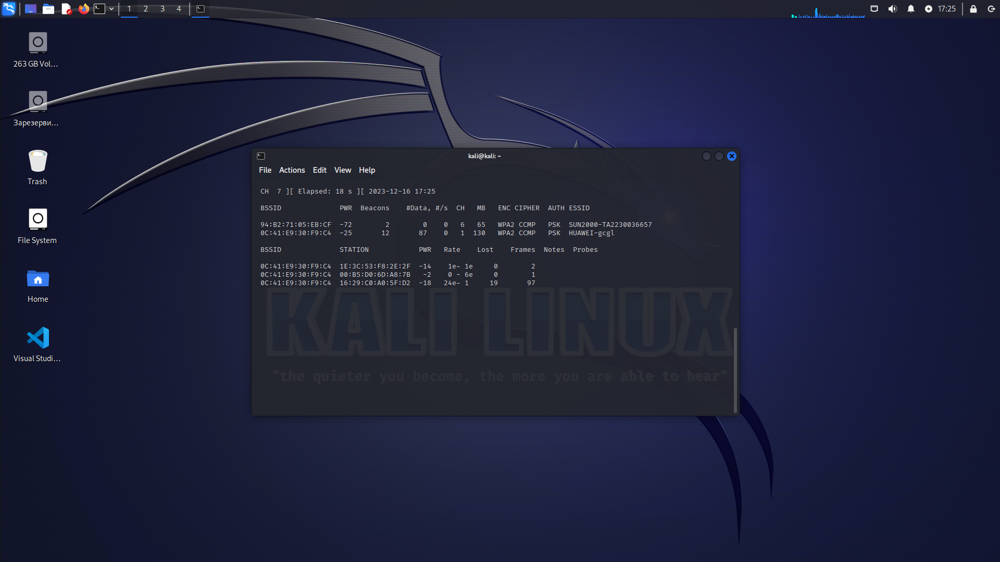 1 2 3 4 17:25
263 GB Vol...
Зарезерви...
Trash
File System
Home
Visual Studi...
kali@kali: ~
File Actions Edit View Help
CH 7 ][ Elapsed: 18 s ][ 2023-12-16 17:25
BSSID PWR Beacons #Data, #/s CH MB ENC CIPHER AUTH ESSID
94:B2:71:05:EB:CF -72 2 0 0 6 65 WPA2 CCMP PSK SUN2000-TA2230036657
0C:41:E9:30:F9:C4 -25 12 87 0 1 130 WPA2 CCMP PSK HUAWEI-gcgl
BSSID STATION PWR Rate Lost Frames Notes Probes
0C:41:E9:30:F9:C4 1E:3C:53:F8:2E:2F -14 1e- 1e 0 2
0C:41:E9:30:F9:C4 00:B5:D0:6D:A8:7B -2 0 - 6e 0 1
0C:41:E9:30:F9:C4 16:29:C0:A0:5F:D2 -18 24e- 1 19 97
KALI LINUX
"the quieter you become, the more you are able to hear"